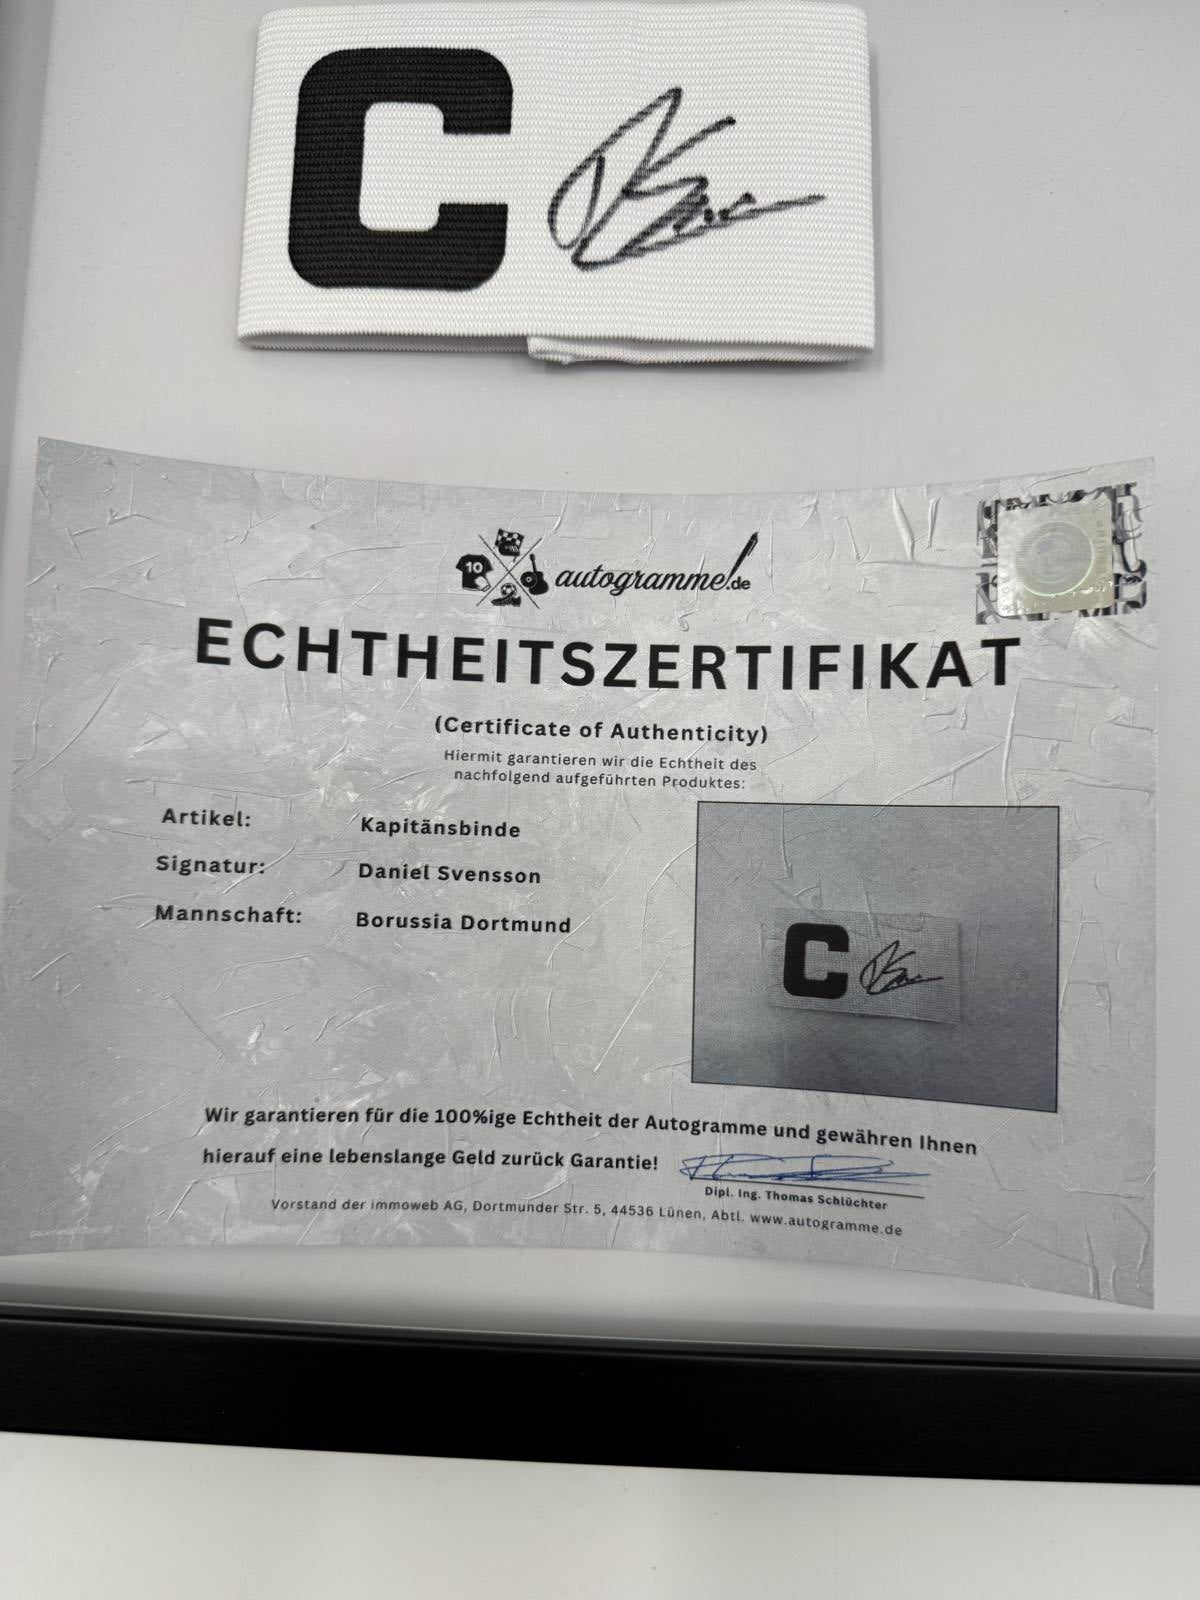 C
10
autogramme.de
ECHTHEITSZERTIFIKAT
(Certificate of Authenticity)
Hiermit garantieren wir die Echtheit des
nachfolgend aufgeführten Produktes:
Artikel: Kapitänsbinde
Signatur: Daniel Svensson
Mannschaft: Borussia Dortmund
C
Wir garantieren für die 100%ige Echtheit der Autogramme und gewähren Ihnen
hierauf eine lebenslange Geld zurück Garantie!
Dipl. Ing. Thomas Schlüchter
Vorstand der immoweb AG, Dortmunder Str. 5, 44536 Lünen, Abtl. www.autogramme.de